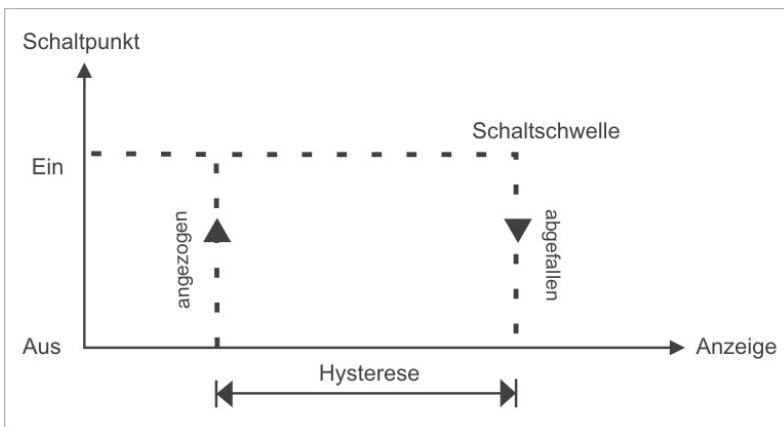 Schaltpunkt
Schaltschwelle
Ein
angezogen
abgefallen
Aus
Anzeige
Hysterese